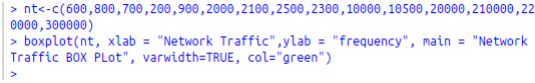 > nt<-c(600,800,700,200,900,2000,2100,2500,2300,10000,10500,20000,210000,22
0000,300000)
> boxplot(nt, xlab = "Network Traffic",ylab = "frequency", main = "Network
Traffic BOX PLot", varwidth=TRUE, col="green")
>